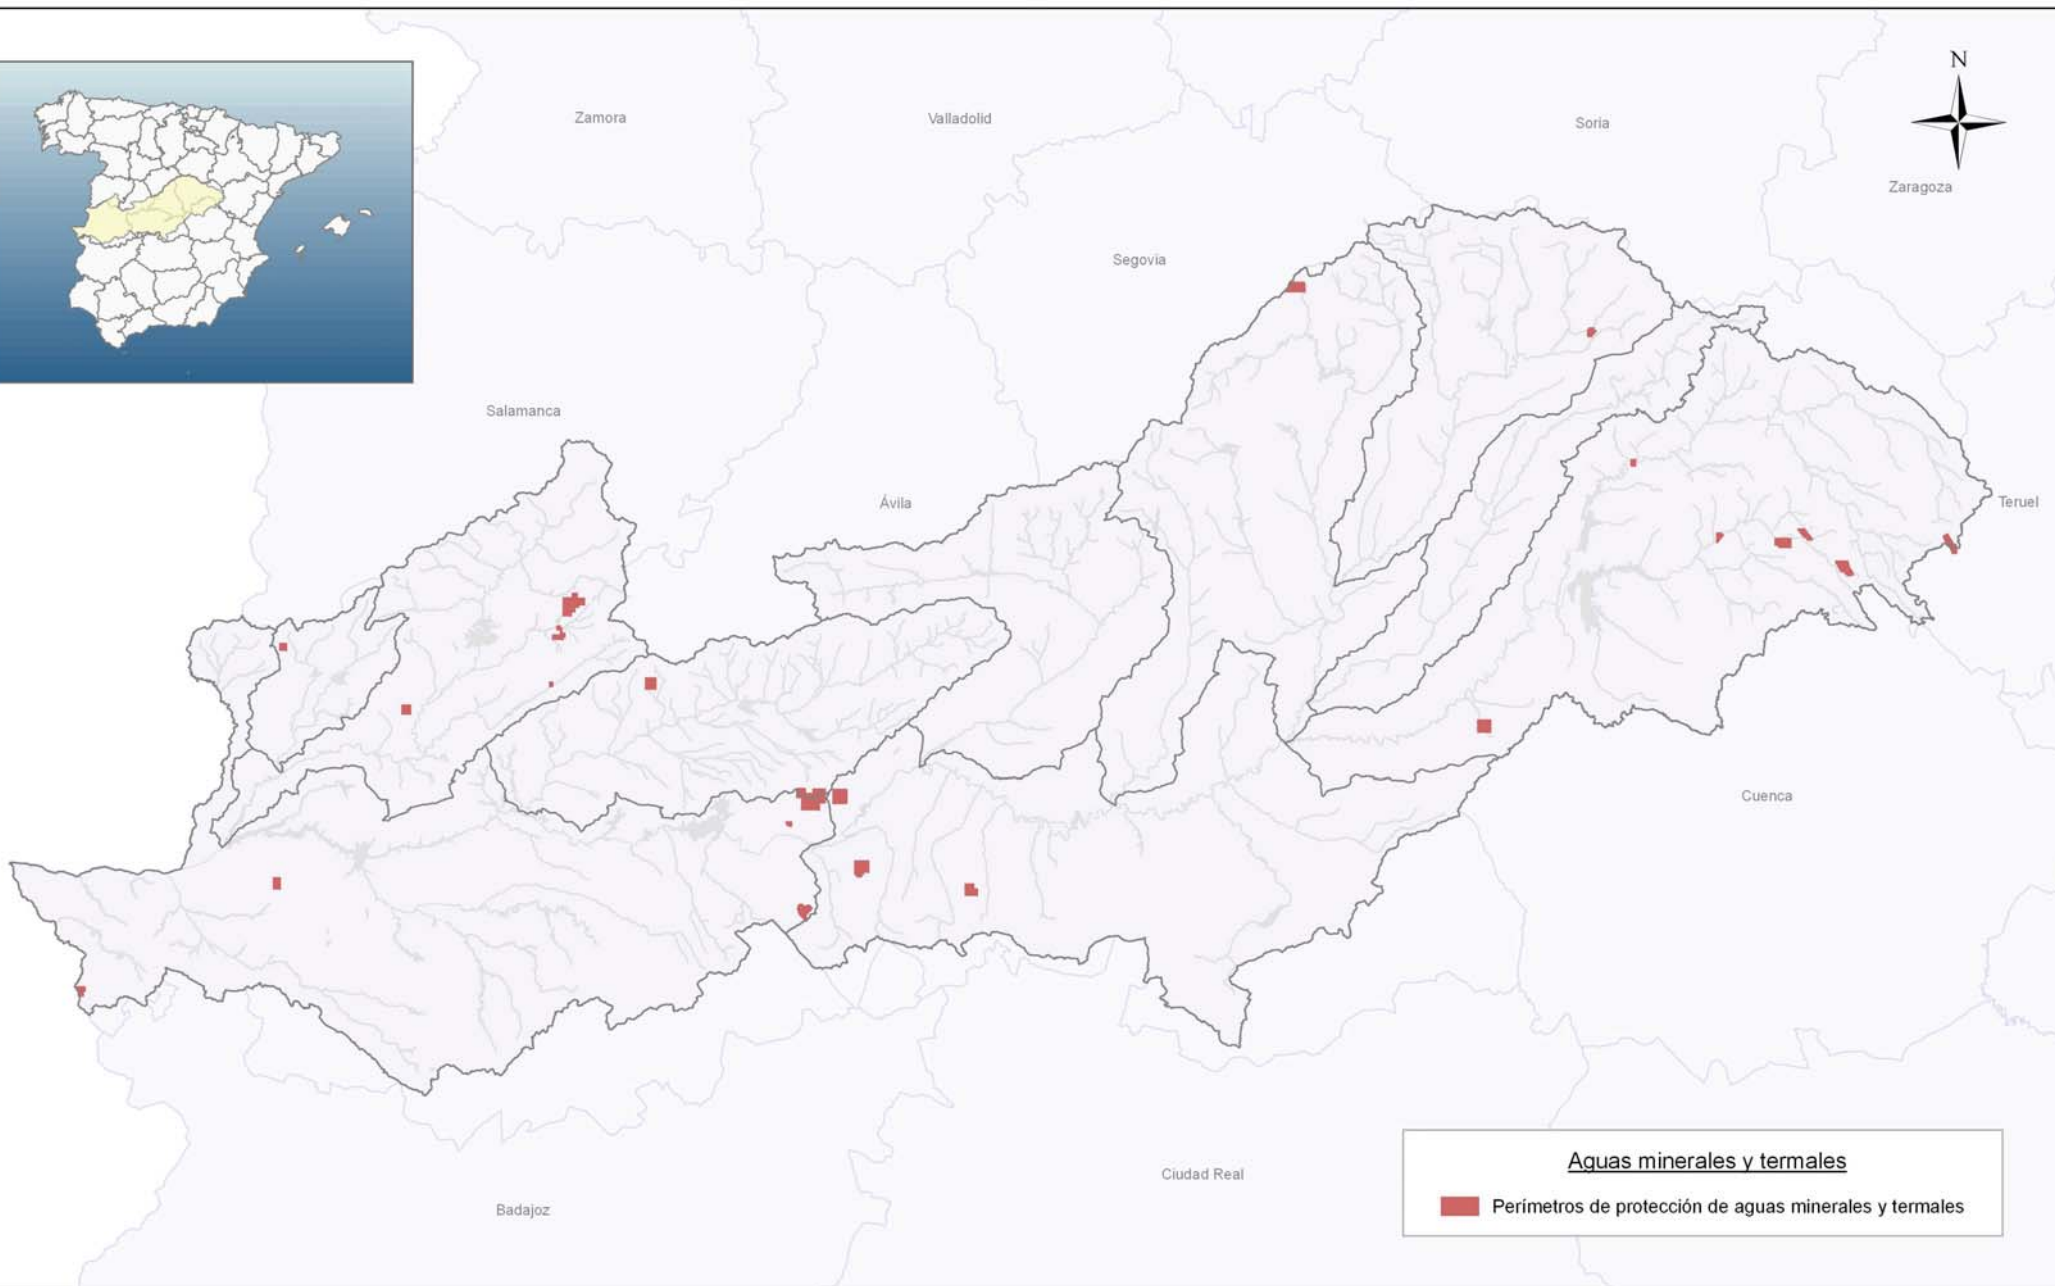 N
Zamora
Valladolid
Soria
Zaragoza
Segovia
Salamanca
Ávila
Teruel
Cuenca
Ciudad Real
Badajoz
Aguas minerales y termales
Perímetros de protección de aguas minerales y termales